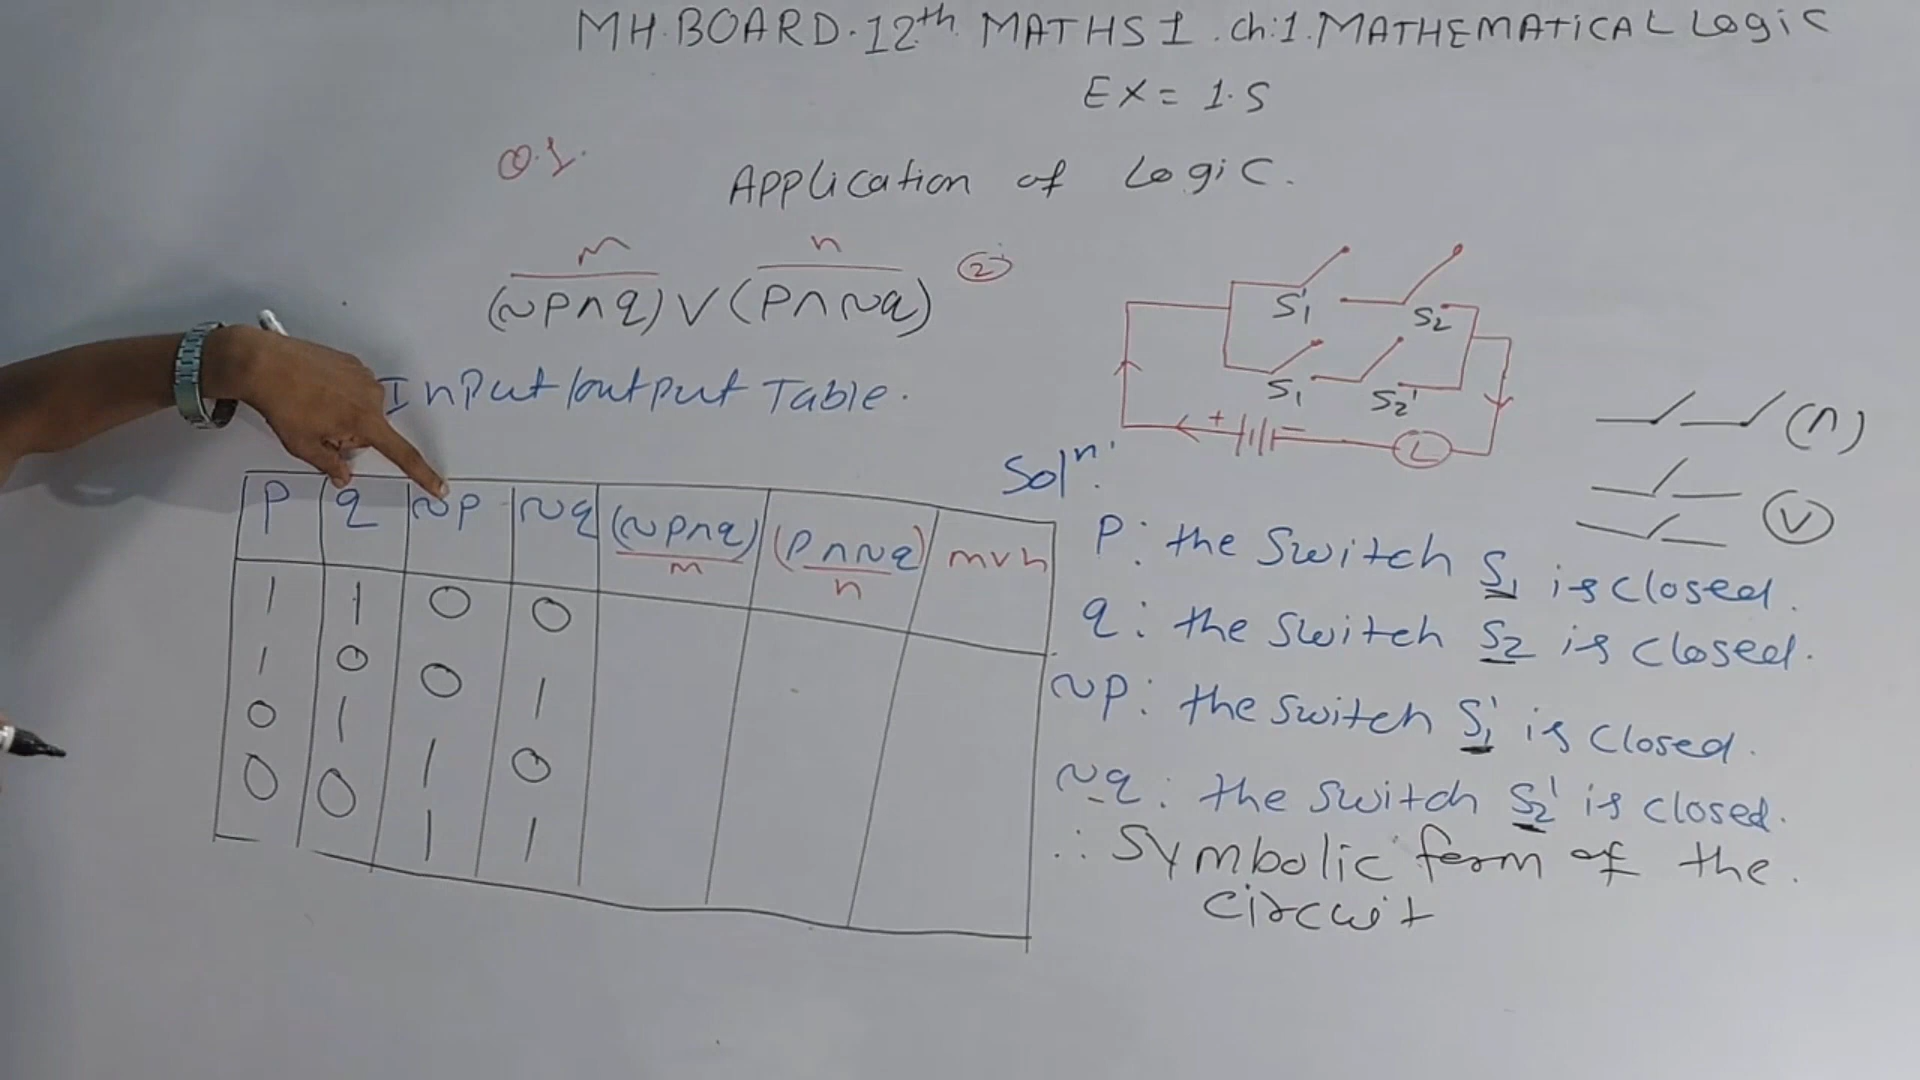 MH.BOARD.12th MATHS 1. ch:1. MATHEMATICAL LogiC
EX = 1.5
Q.1.
APPlication of LogiC.
m n
(~p∧q) ∨ (p∧~q) (2)
S₁' S₂
S₁ S₂'
+ −
L
(∧)
(∨)
InPut/outPut Table.
Solⁿ.
P q ~p ~q (~p∧q) (p∧~q) m∨n
m n
1 1 0 0
1 0 0 1
0 1 1 0
0 0 1 1
P: the Switch S₁ is closed.
q: the Switch S₂ is closed.
~p: the Switch S₁' is closed.
~q: the Switch S₂' is closed.
∴ Symbolic form of the.
circuit